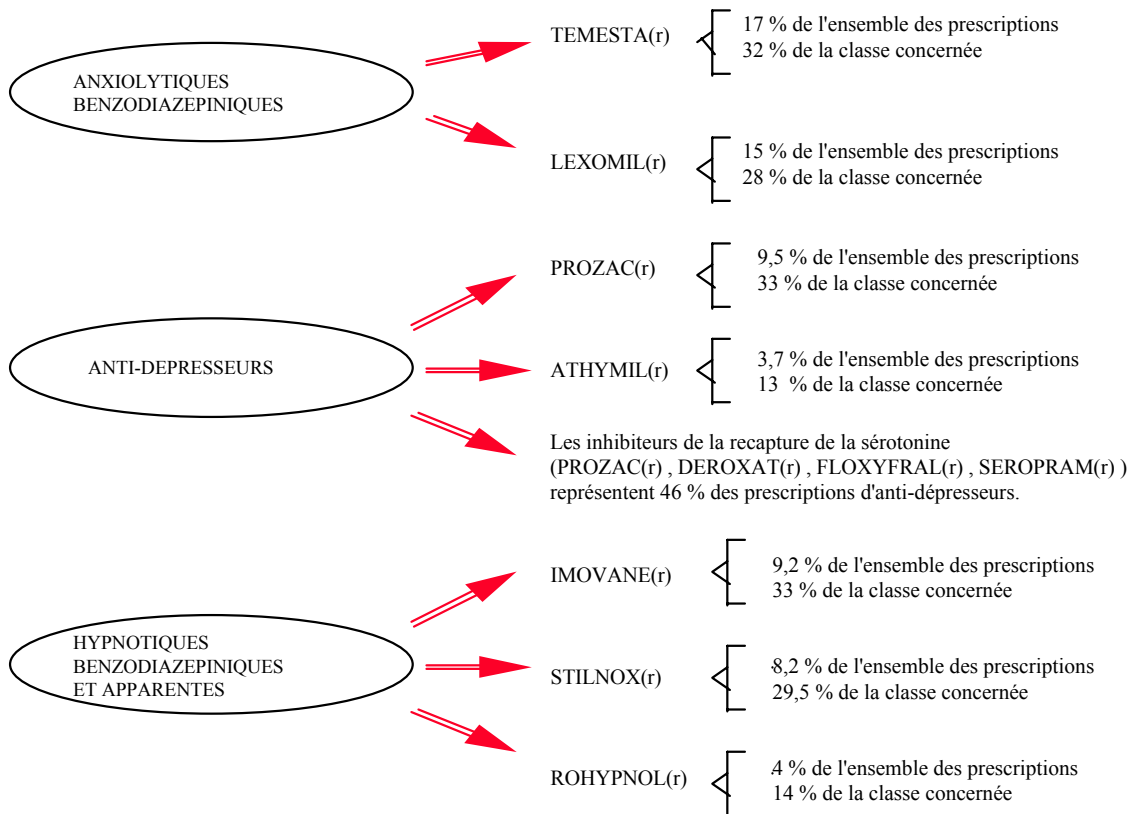 ANXIOLYTIQUES
BENZODIAZEPINIQUES
TEMESTA(r)
17 % de l'ensemble des prescriptions
32 % de la classe concernée
LEXOMIL(r)
15 % de l'ensemble des prescriptions
28 % de la classe concernée
ANTI-DEPRESSEURS
PROZAC(r)
9,5 % de l'ensemble des prescriptions
33 % de la classe concernée
ATHYMIL(r)
3,7 % de l'ensemble des prescriptions
13 % de la classe concernée
Les inhibiteurs de la recapture de la sérotonine
(PROZAC(r) , DEROXAT(r) , FLOXYFRAL(r) , SEROPRAM(r) )
représentent 46 % des prescriptions d'anti-dépresseurs.
HYPNOTIQUES
BENZODIAZEPINIQUES
ET APPARENTES
IMOVANE(r)
9,2 % de l'ensemble des prescriptions
33 % de la classe concernée
STILNOX(r)
8,2 % de l'ensemble des prescriptions
29,5 % de la classe concernée
ROHYPNOL(r)
4 % de l'ensemble des prescriptions
14 % de la classe concernée